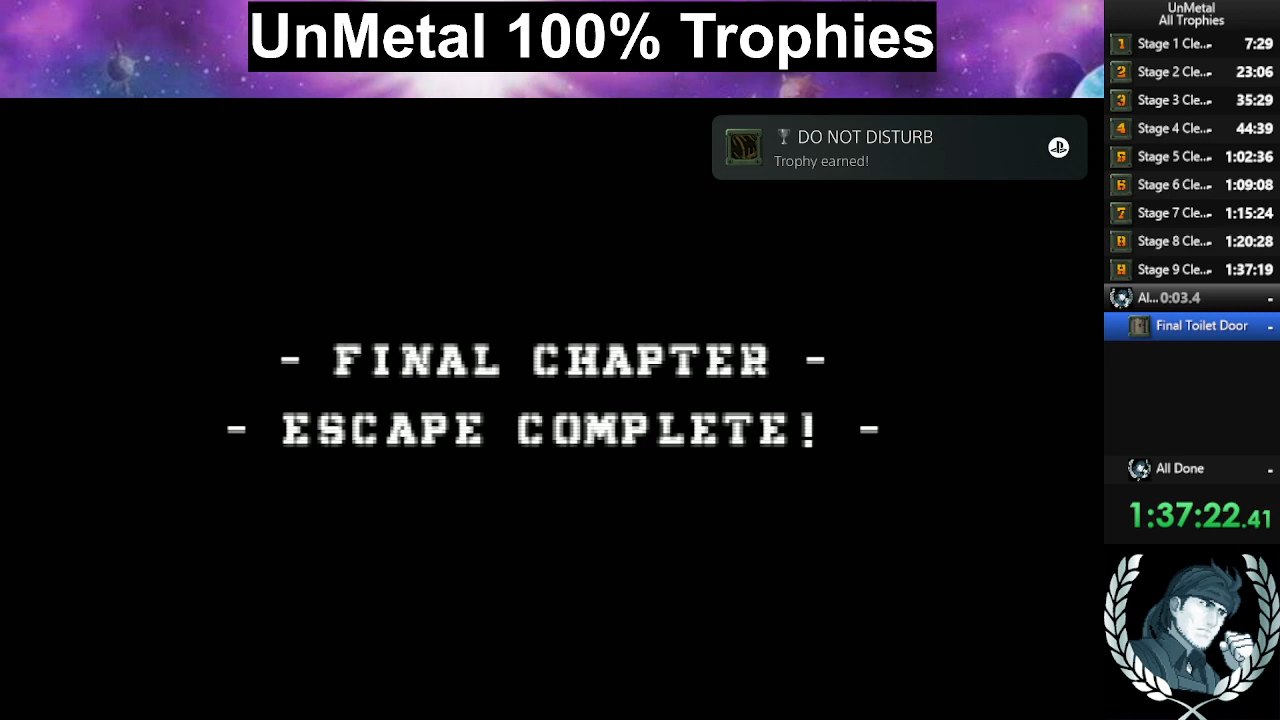 UnMetal 100% Trophies
DO NOT DISTURB
Trophy earned!
- FINAL CHAPTER -
- ESCAPE COMPLETE! -
UnMetal
All Trophies
1 Stage 1 Cle... - 7:29
2 Stage 2 Cle... - 23:06
3 Stage 3 Cle... - 35:29
4 Stage 4 Cle... - 44:39
5 Stage 5 Cle... - 1:02:36
6 Stage 6 Cle... - 1:09:08
7 Stage 7 Cle... - 1:15:24
8 Stage 8 Cle... - 1:20:28
9 Stage 9 Cle... - 1:37:19
Al... 0:03.4 -
Final Toilet Door -
All Done -
1:37:22.41